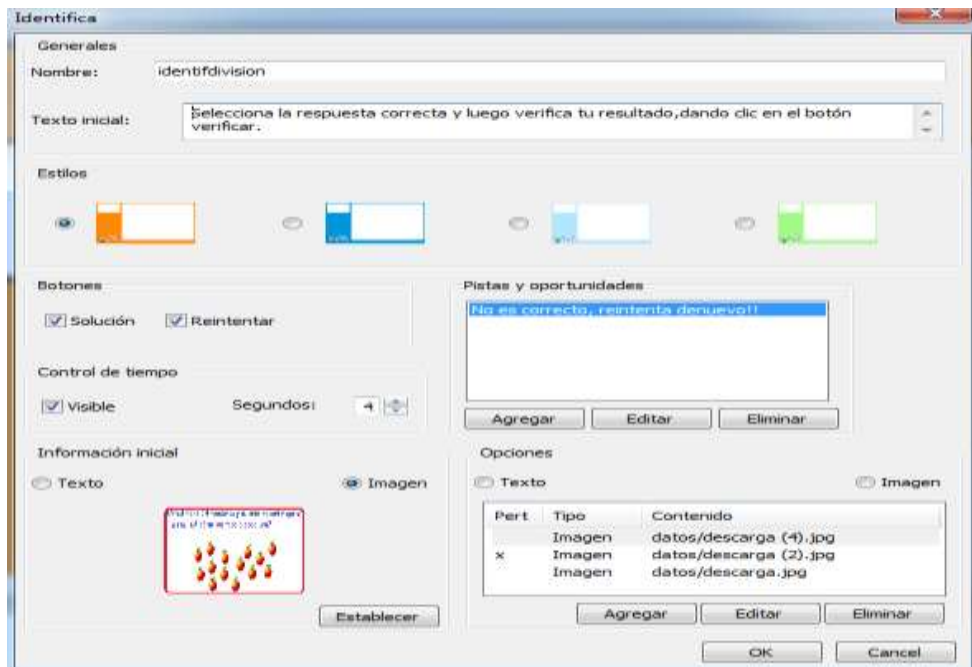 Identifica
Generales
Nombre: identifdivision
Texto inicial: Selecciona la respuesta correcta y luego verifica tu resultado,dando clic en el botón
verificar.
Estilos
Botones
Solución Reintentar
Control de tiempo
Visible Segundos: 4
Pistas y oportunidades
No es correcto, reintenta denuevo!!
Agregar Editar Eliminar
Información inicial
Texto Imagen
Establecer
Opciones
Texto Imagen
Pert Tipo Contenido
Imagen datos/descarga (4).jpg
x Imagen datos/descarga (2).jpg
Imagen datos/descarga.jpg
Agregar Editar Eliminar
OK Cancel